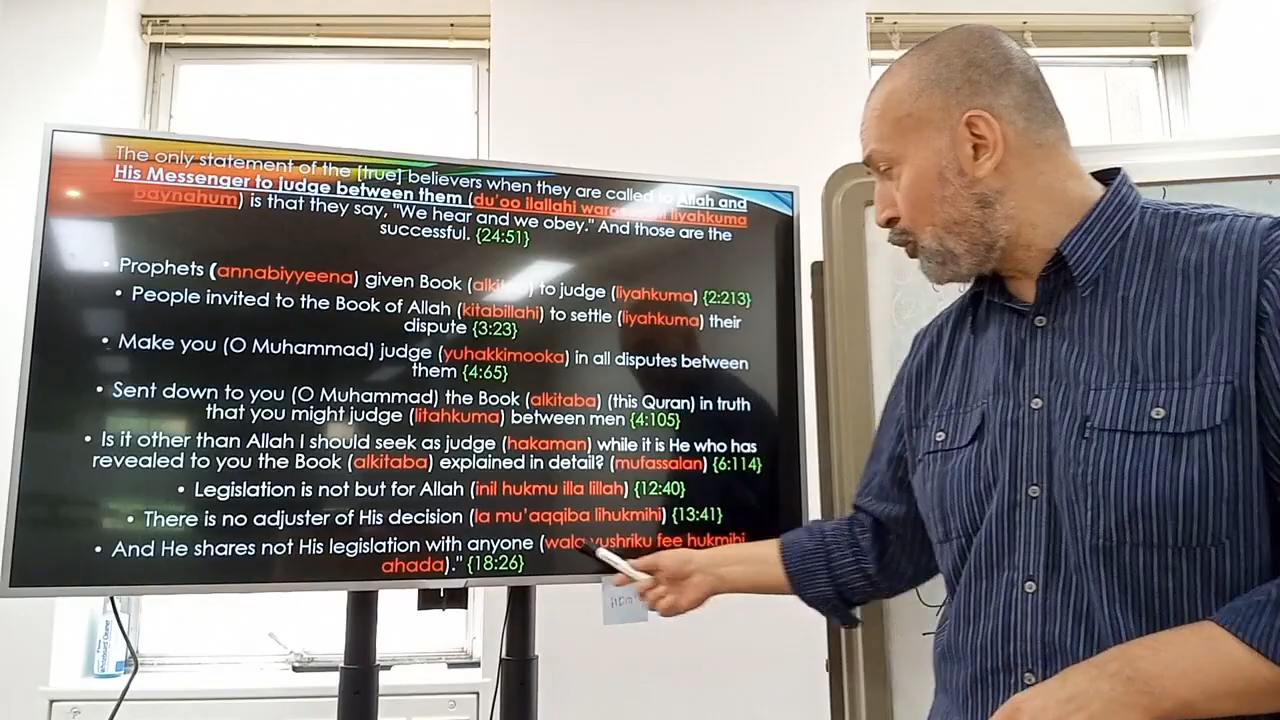 The only statement of the [true] believers when they are called to Allah and
His Messenger to judge between them (du'oo ilallahi liyahkuma
baynahum) is that they say, "We hear and we obey." And those are the
successful. {24:51}
• Prophets (annabiyyeena) given Book ( ) to judge (liyahkuma) {2:213}
• People invited to the Book of Allah (kitabillahi) to settle (liyahkuma) their
dispute {3:23}
• Make you (O Muhammad) judge (yuhakkimooka) in all disputes between
them {4:65}
• Sent down to you (O Muhammad) the Book (alkitaba) (this Quran) in truth
that you might judge (litahkuma) between men {4:105}
• Is it other than Allah I should seek as judge (hakaman) while it is He who has
revealed to you the Book (alkitaba) explained in detail? (mufassalan) {6:114}
• Legislation is not but for Allah (inil hukmu illa lillah) {12:40}
• There is no adjuster of His decision (la mu'aqqiba lihukmihi) {13:41}
• And He shares not His legislation with anyone (wala yushriku fee hukmihi
ahada)." {18:26}